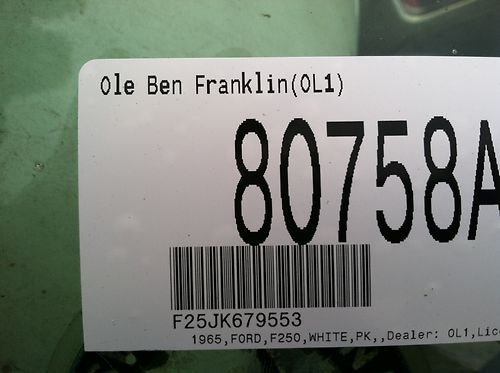 Ole Ben Franklin(OL1)
80758A
F25JK679553
1965,FORD,F250,WHITE,PK,,Dealer: OL1,Lic